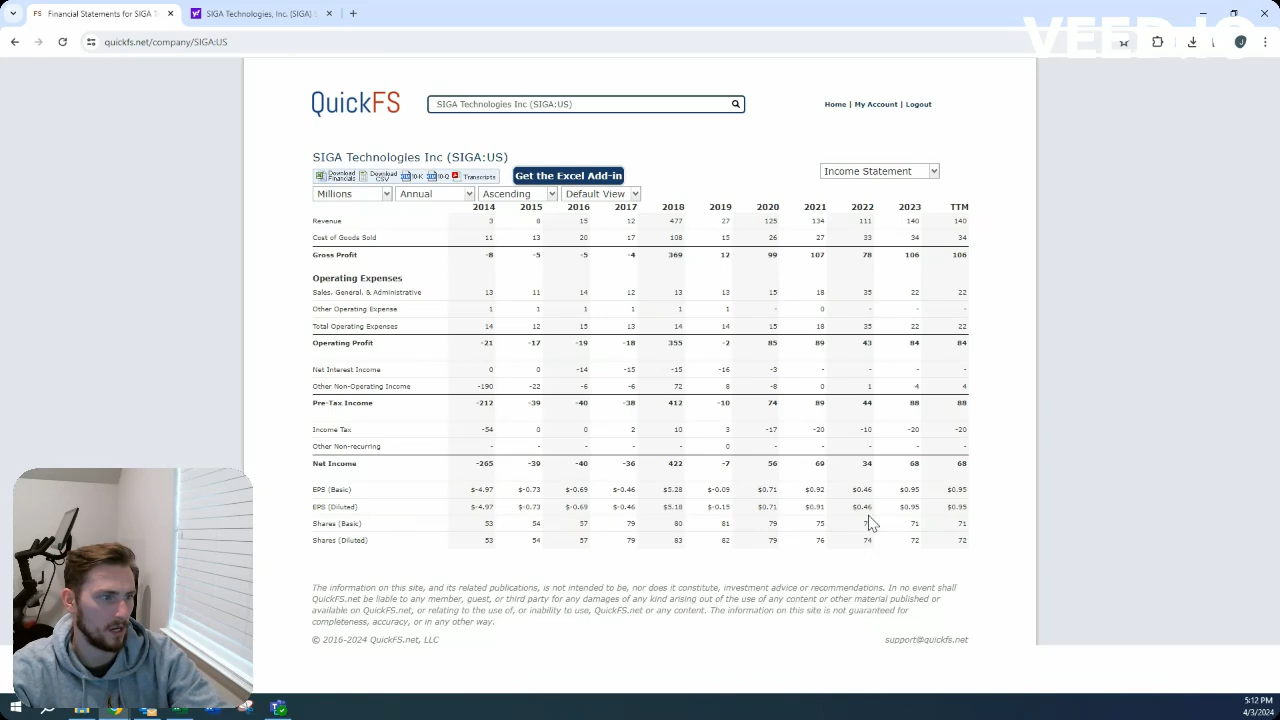 FS Financial Statements for SIGA T
Technologies, Inc. (SIGA) S
quickfs.net/company/SIGA:US
VEED.IO
QuickFS
SIGA Technologies Inc (SIGA:US)
Home | My Account | Logout
SIGA Technologies Inc (SIGA:US)
Download Financials Download CSV 10-K 10-Q Transcripts Get the Excel Add-in
Income Statement
Millions Annual Ascending Default View
2014 2015 2016 2017 2018 2019 2020 2021 2022 2023 TTM
Revenue 3 8 15 12 477 27 125 134 111 140 140
Cost of Goods Sold 11 13 20 17 108 15 26 27 33 34 34
Gross Profit -8 -5 -5 -4 369 12 99 107 78 106 106
Operating Expenses
Sales, General, & Administrative 13 11 14 12 13 13 15 18 35 22 22
Other Operating Expense 1 1 1 1 1 1 - 0 - - -
Total Operating Expenses 14 12 15 13 14 14 15 18 35 22 22
Operating Profit -21 -17 -19 -18 355 -2 85 89 43 84 84
Net Interest Income 0 0 -14 -15 -15 -16 -3 - - - -
Other Non-Operating Income -190 -22 -6 -6 72 8 -8 0 1 4 4
Pre-Tax Income -212 -39 -40 -38 412 -10 74 89 44 88 88
Income Tax -54 0 0 2 10 3 -17 -20 -10 -20 -20
Other Non-recurring - - - - - 0 - - - - -
Net Income -265 -39 -40 -36 422 -7 56 69 34 68 68
EPS (Basic) $-4.97 $-0.73 $-0.69 $-0.46 $5.28 $-0.09 $0.71 $0.92 $0.46 $0.95 $0.95
EPS (Diluted) $-4.97 $-0.73 $-0.69 $-0.46 $5.18 $-0.15 $0.71 $0.91 $0.46 $0.95 $0.95
Shares (Basic) 53 54 57 79 80 81 79 75 71 71
Shares (Diluted) 53 54 57 79 83 82 79 76 74 72 72
The information on this site, and its related publications, is not intended to be, nor does it constitute, investment advice or recommendations. In no event shall
QuickFS.net be liable to any member, guest, or third party for any damages of any kind arising out of the use of any content or other material published or
available on QuickFS.net, or relating to the use of, or inability to use, QuickFS.net or any content. The information on this site is not guaranteed for
completeness, accuracy, or in any other way.
© 2016-2024 QuickFS.net, LLC
support@quickfs.net
5:12 PM
4/3/2024